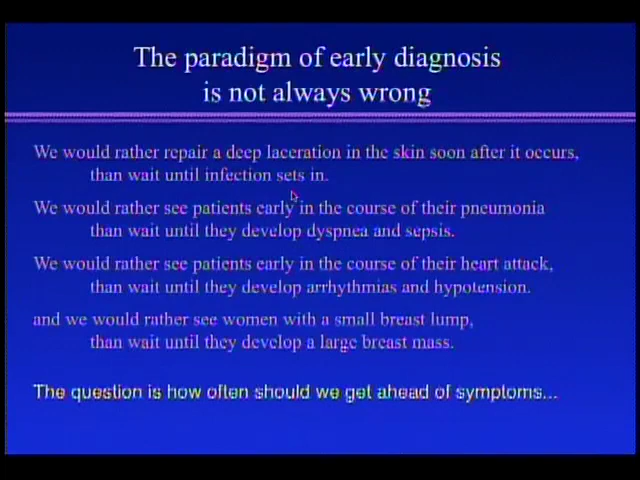 The paradigm of early diagnosis
is not always wrong
We would rather repair a deep laceration in the skin soon after it occurs,
than wait until infection sets in.
We would rather see patients early in the course of their pneumonia
than wait until they develop dyspnea and sepsis.
We would rather see patients early in the course of their heart attack,
than wait until they develop arrhythmias and hypotension.
and we would rather see women with a small breast lump,
than wait until they develop a large breast mass.
The question is how often should we get ahead of symptoms...